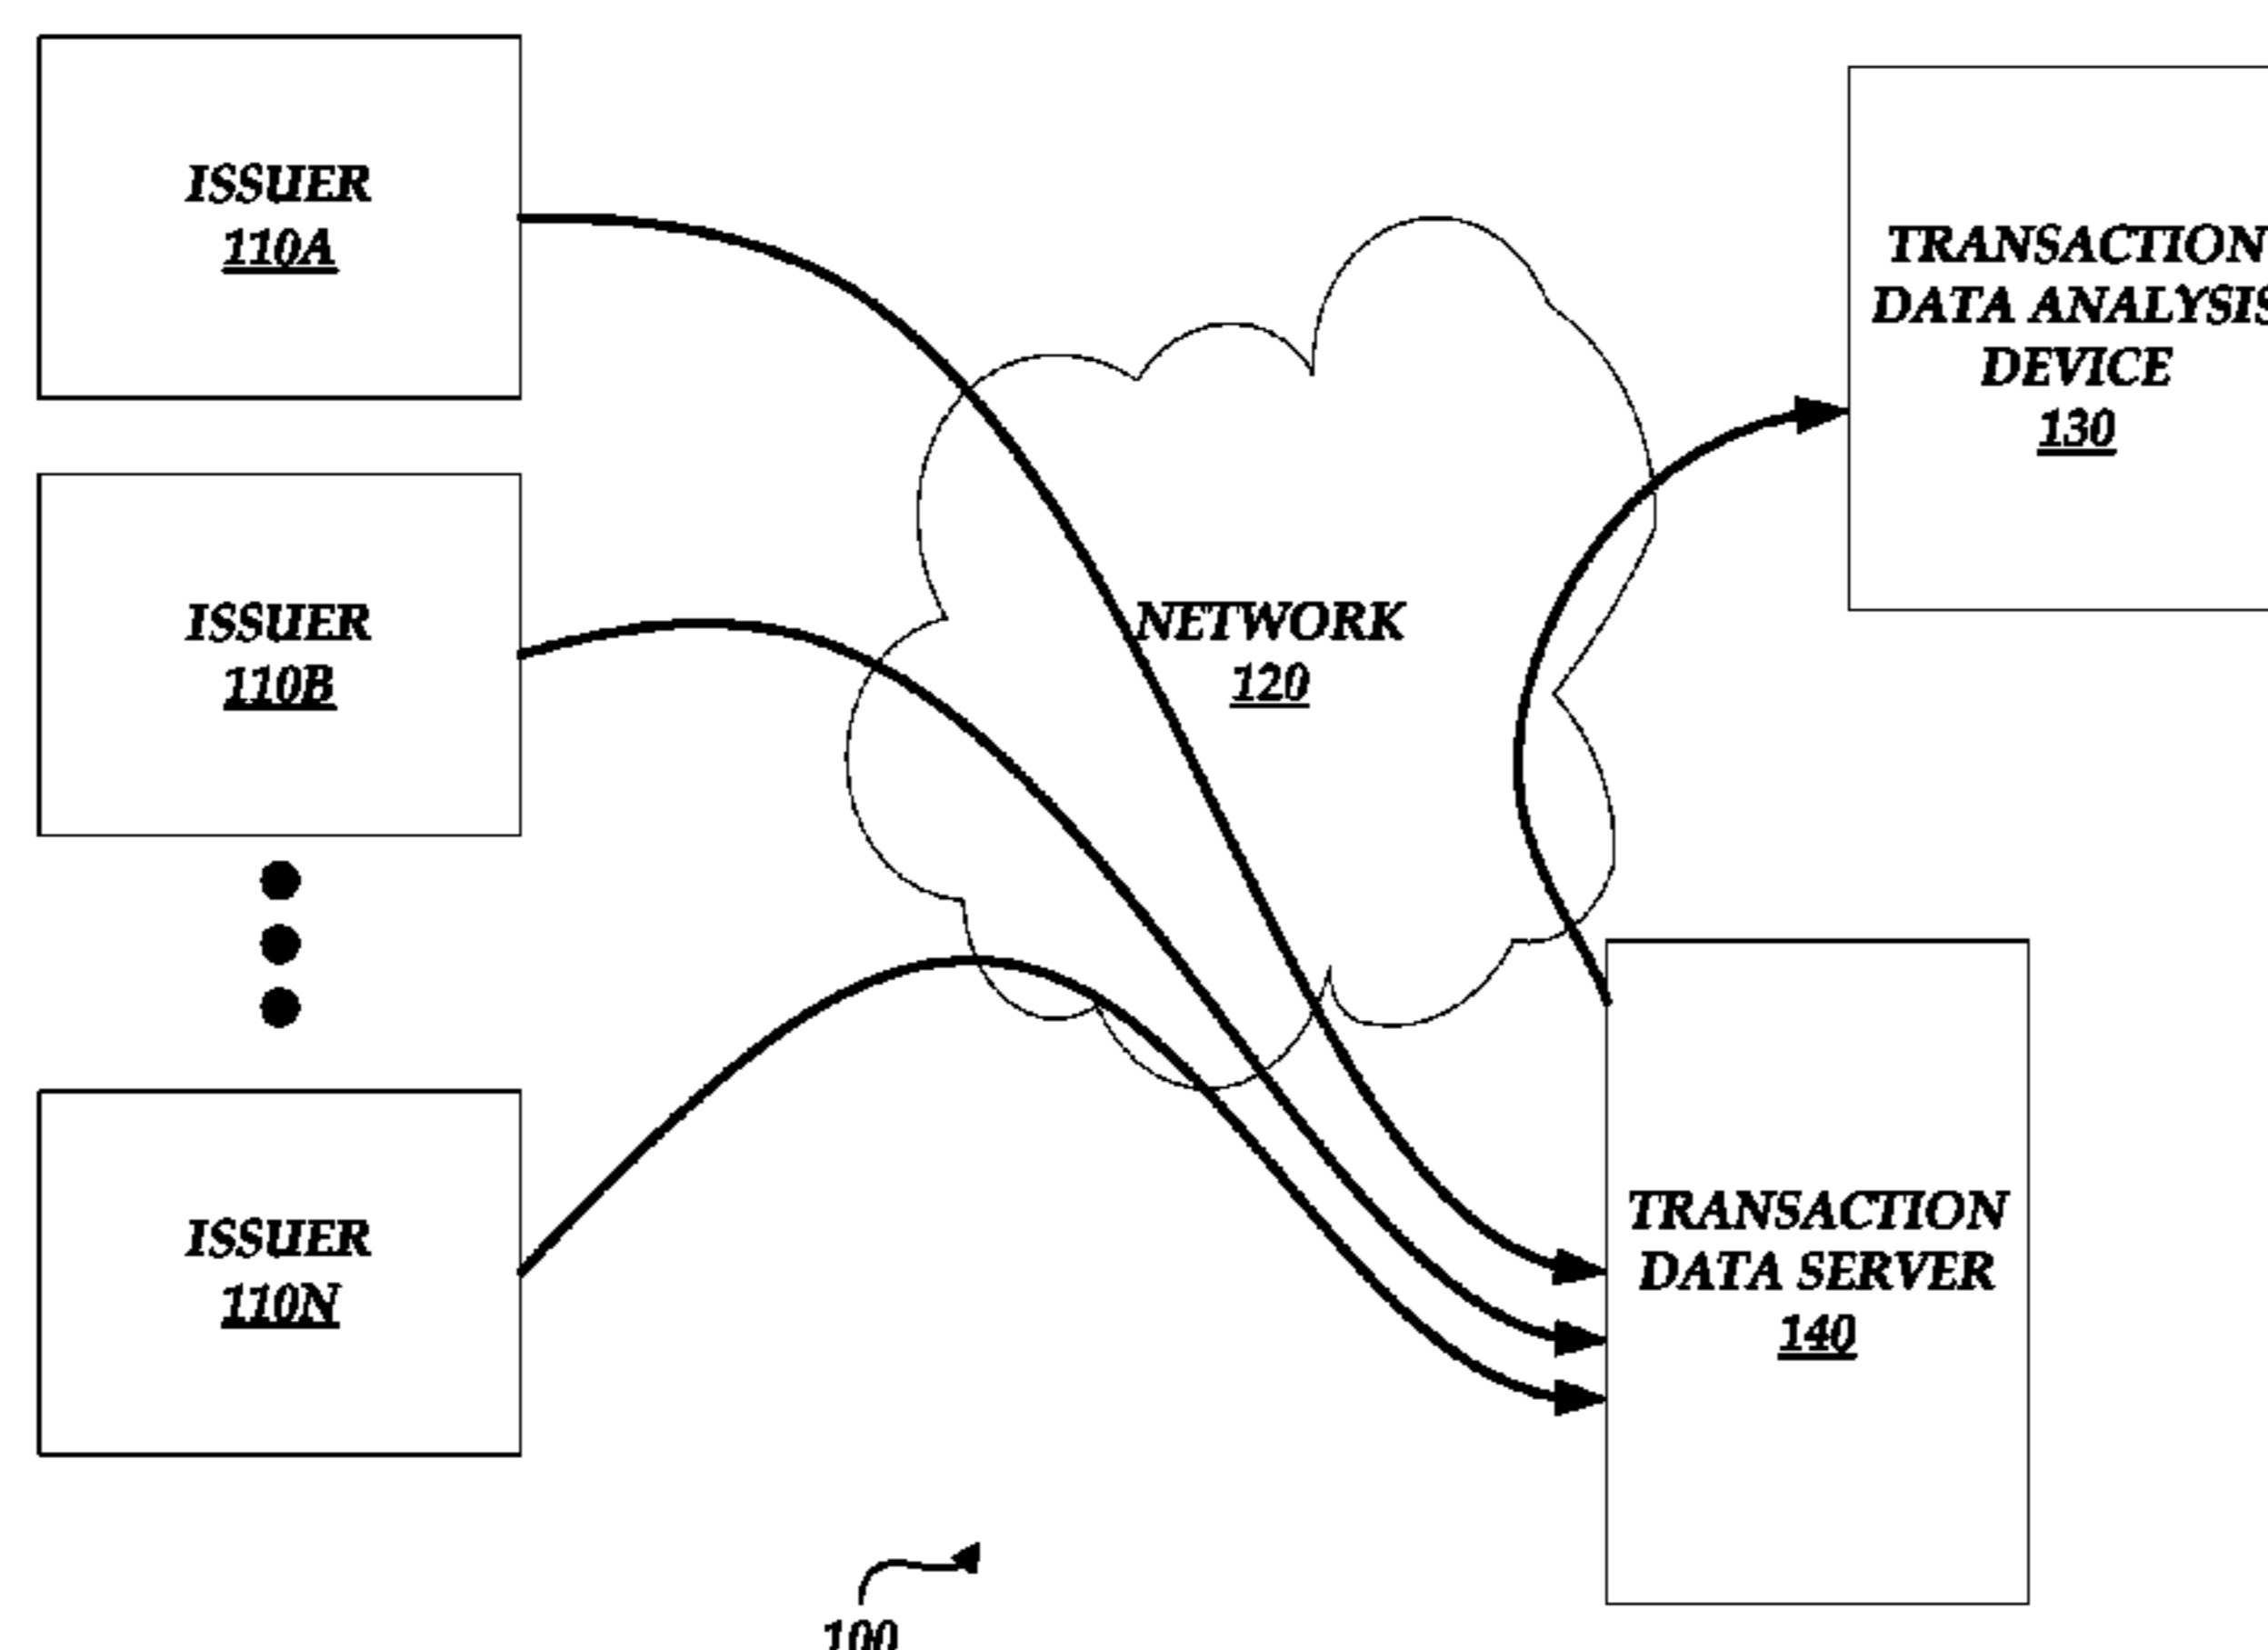 ISSUER
110A
TRANSACTION
DATA ANALYSIS
DEVICE
130
NETWORK
120
ISSUER
110B
ISSUER
110N
TRANSACTION
DATA SERVER
140
100